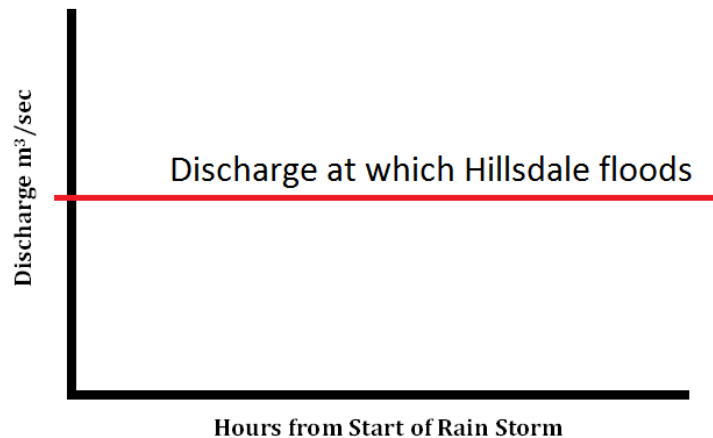 Discharge m³/sec
Discharge at which Hillsdale floods
Hours from Start of Rain Storm